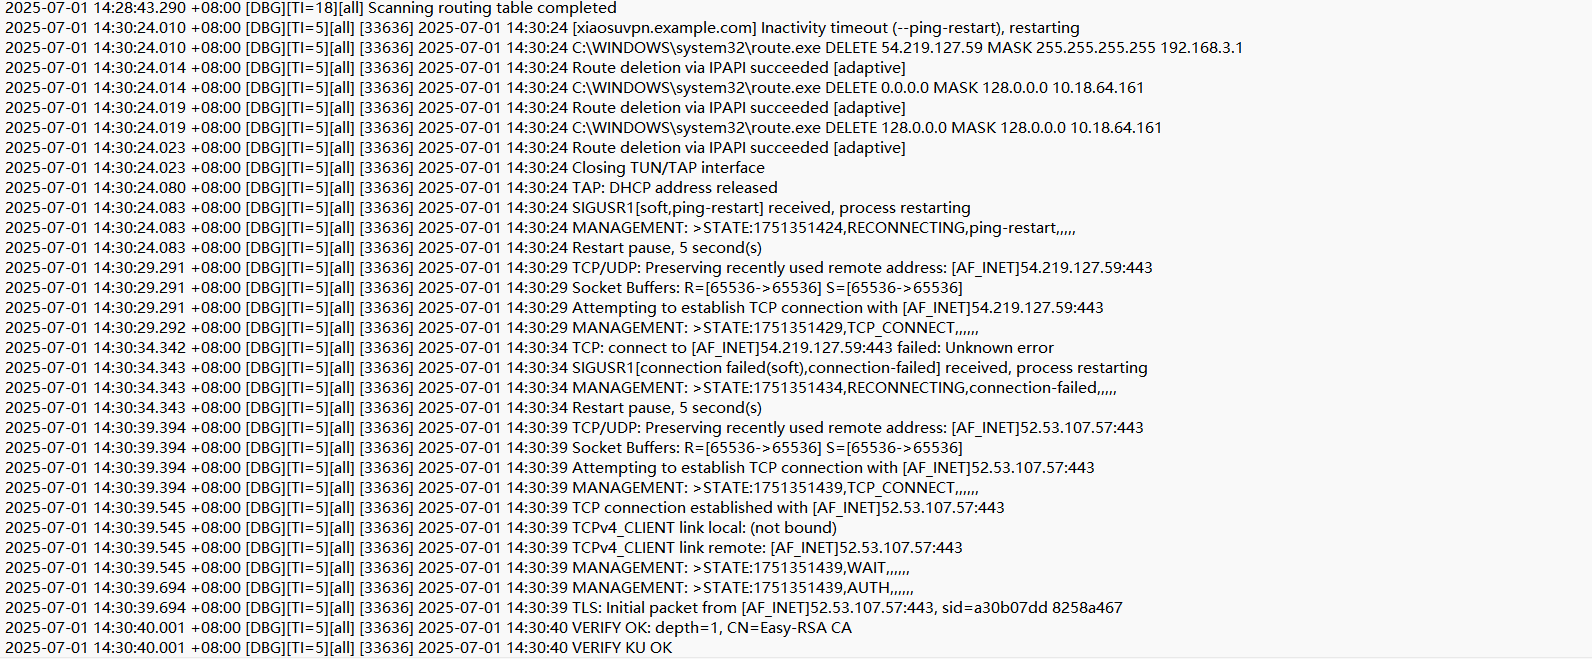 2025-07-01 14:28:43.290 +08:00 [DBG][TI=18][all] Scanning routing table completed
2025-07-01 14:30:24.010 +08:00 [DBG][TI=5][all] [33636] 2025-07-01 14:30:24 [xiaosuvpn.example.com] Inactivity timeout (--ping-restart), restarting
2025-07-01 14:30:24.010 +08:00 [DBG][TI=5][all] [33636] 2025-07-01 14:30:24 C:\WINDOWS\system32\route.exe DELETE 54.219.127.59 MASK 255.255.255.255 192.168.3.1
2025-07-01 14:30:24.014 +08:00 [DBG][TI=5][all] [33636] 2025-07-01 14:30:24 Route deletion via IPAPI succeeded [adaptive]
2025-07-01 14:30:24.014 +08:00 [DBG][TI=5][all] [33636] 2025-07-01 14:30:24 C:\WINDOWS\system32\route.exe DELETE 0.0.0.0 MASK 128.0.0.0 10.18.64.161
2025-07-01 14:30:24.019 +08:00 [DBG][TI=5][all] [33636] 2025-07-01 14:30:24 Route deletion via IPAPI succeeded [adaptive]
2025-07-01 14:30:24.019 +08:00 [DBG][TI=5][all] [33636] 2025-07-01 14:30:24 C:\WINDOWS\system32\route.exe DELETE 128.0.0.0 MASK 128.0.0.0 10.18.64.161
2025-07-01 14:30:24.023 +08:00 [DBG][TI=5][all] [33636] 2025-07-01 14:30:24 Route deletion via IPAPI succeeded [adaptive]
2025-07-01 14:30:24.023 +08:00 [DBG][TI=5][all] [33636] 2025-07-01 14:30:24 Closing TUN/TAP interface
2025-07-01 14:30:24.080 +08:00 [DBG][TI=5][all] [33636] 2025-07-01 14:30:24 TAP: DHCP address released
2025-07-01 14:30:24.083 +08:00 [DBG][TI=5][all] [33636] 2025-07-01 14:30:24 SIGUSR1[soft,ping-restart] received, process restarting
2025-07-01 14:30:24.083 +08:00 [DBG][TI=5][all] [33636] 2025-07-01 14:30:24 MANAGEMENT: >STATE:1751351424,RECONNECTING,ping-restart,,,,,
2025-07-01 14:30:24.083 +08:00 [DBG][TI=5][all] [33636] 2025-07-01 14:30:24 Restart pause, 5 second(s)
2025-07-01 14:30:29.291 +08:00 [DBG][TI=5][all] [33636] 2025-07-01 14:30:29 TCP/UDP: Preserving recently used remote address: [AF_INET]54.219.127.59:443
2025-07-01 14:30:29.291 +08:00 [DBG][TI=5][all] [33636] 2025-07-01 14:30:29 Socket Buffers: R=[65536->65536] S=[65536->65536]
2025-07-01 14:30:29.291 +08:00 [DBG][TI=5][all] [33636] 2025-07-01 14:30:29 Attempting to establish TCP connection with [AF_INET]54.219.127.59:443
2025-07-01 14:30:29.292 +08:00 [DBG][TI=5][all] [33636] 2025-07-01 14:30:29 MANAGEMENT: >STATE:1751351429,TCP_CONNECT,,,,,,
2025-07-01 14:30:34.342 +08:00 [DBG][TI=5][all] [33636] 2025-07-01 14:30:34 TCP: connect to [AF_INET]54.219.127.59:443 failed: Unknown error
2025-07-01 14:30:34.343 +08:00 [DBG][TI=5][all] [33636] 2025-07-01 14:30:34 SIGUSR1[connection failed(soft),connection-failed] received, process restarting
2025-07-01 14:30:34.343 +08:00 [DBG][TI=5][all] [33636] 2025-07-01 14:30:34 MANAGEMENT: >STATE:1751351434,RECONNECTING,connection-failed,,,,,
2025-07-01 14:30:34.343 +08:00 [DBG][TI=5][all] [33636] 2025-07-01 14:30:34 Restart pause, 5 second(s)
2025-07-01 14:30:39.394 +08:00 [DBG][TI=5][all] [33636] 2025-07-01 14:30:39 TCP/UDP: Preserving recently used remote address: [AF_INET]52.53.107.57:443
2025-07-01 14:30:39.394 +08:00 [DBG][TI=5][all] [33636] 2025-07-01 14:30:39 Socket Buffers: R=[65536->65536] S=[65536->65536]
2025-07-01 14:30:39.394 +08:00 [DBG][TI=5][all] [33636] 2025-07-01 14:30:39 Attempting to establish TCP connection with [AF_INET]52.53.107.57:443
2025-07-01 14:30:39.394 +08:00 [DBG][TI=5][all] [33636] 2025-07-01 14:30:39 MANAGEMENT: >STATE:1751351439,TCP_CONNECT,,,,,,
2025-07-01 14:30:39.545 +08:00 [DBG][TI=5][all] [33636] 2025-07-01 14:30:39 TCP connection established with [AF_INET]52.53.107.57:443
2025-07-01 14:30:39.545 +08:00 [DBG][TI=5][all] [33636] 2025-07-01 14:30:39 TCPv4_CLIENT link local: (not bound)
2025-07-01 14:30:39.545 +08:00 [DBG][TI=5][all] [33636] 2025-07-01 14:30:39 TCPv4_CLIENT link remote: [AF_INET]52.53.107.57:443
2025-07-01 14:30:39.545 +08:00 [DBG][TI=5][all] [33636] 2025-07-01 14:30:39 MANAGEMENT: >STATE:1751351439,WAIT,,,,,,
2025-07-01 14:30:39.694 +08:00 [DBG][TI=5][all] [33636] 2025-07-01 14:30:39 MANAGEMENT: >STATE:1751351439,AUTH,,,,,,
2025-07-01 14:30:39.694 +08:00 [DBG][TI=5][all] [33636] 2025-07-01 14:30:39 TLS: Initial packet from [AF_INET]52.53.107.57:443, sid=a30b07dd 8258a467
2025-07-01 14:30:40.001 +08:00 [DBG][TI=5][all] [33636] 2025-07-01 14:30:40 VERIFY OK: depth=1, CN=Easy-RSA CA
2025-07-01 14:30:40.001 +08:00 [DBG][TI=5][all] [33636] 2025-07-01 14:30:40 VERIFY KU OK